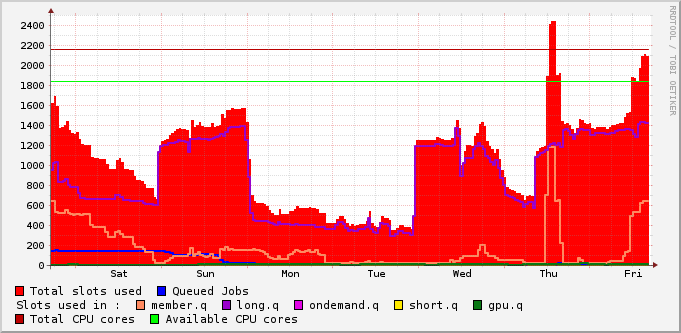 2400
2200
2000
1800
1600
1400
1200
1000
800
600
400
200
0
Sat Sun Mon Tue Wed Thu Fri
Total slots used Queued Jobs
Slots used in : member.q long.q ondemand.q short.q gpu.q
Total CPU cores Available CPU cores
RRDTOOL / TOBI OETIKER